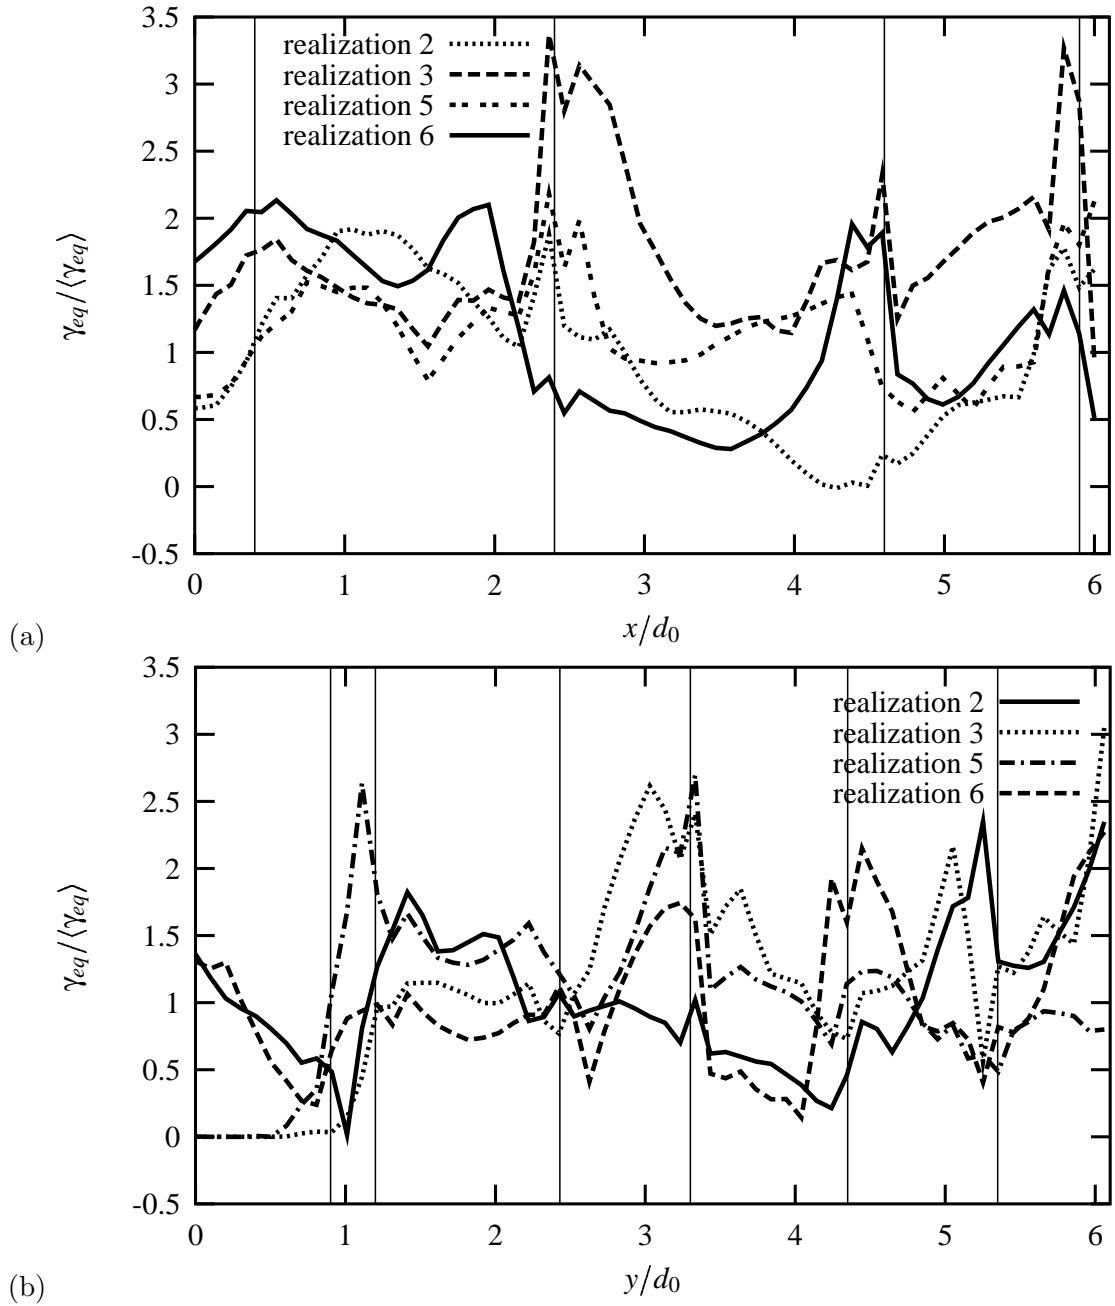 3.5
3
2.5
2
1.5
1
0.5
0
-0.5
γeq/⟨γeq⟩
realization 2
realization 3
realization 5
realization 6
0 1 2 3 4 5 6
x/d0
(a)
3.5
3
2.5
2
1.5
1
0.5
0
-0.5
γeq/⟨γeq⟩
realization 2
realization 3
realization 5
realization 6
0 1 2 3 4 5 6
y/d0
(b)